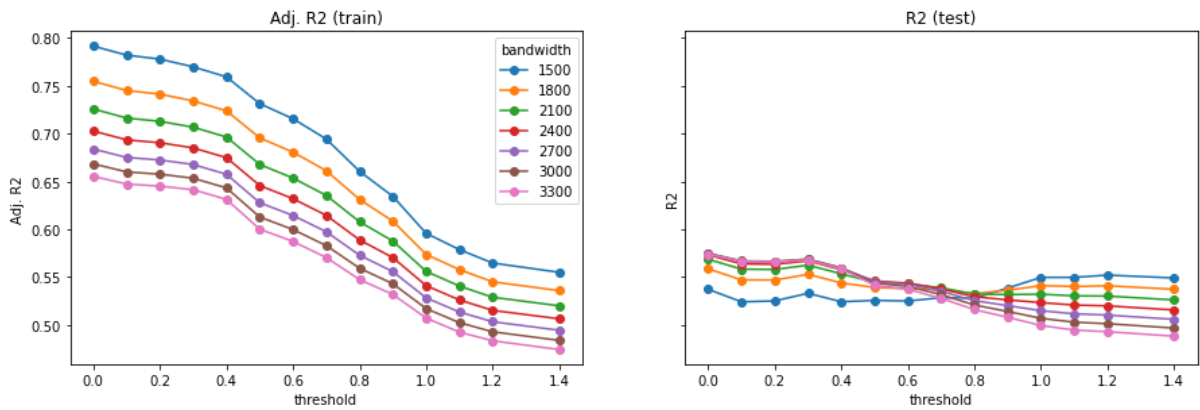 Adj. R2 (train)
0.80
0.75
0.70
0.65
0.60
0.55
0.50
Adj. R2
bandwidth
1500
1800
2100
2400
2700
3000
3300
0.0 0.2 0.4 0.6 0.8 1.0 1.2 1.4
threshold
R2 (test)
R2
0.0 0.2 0.4 0.6 0.8 1.0 1.2 1.4
threshold